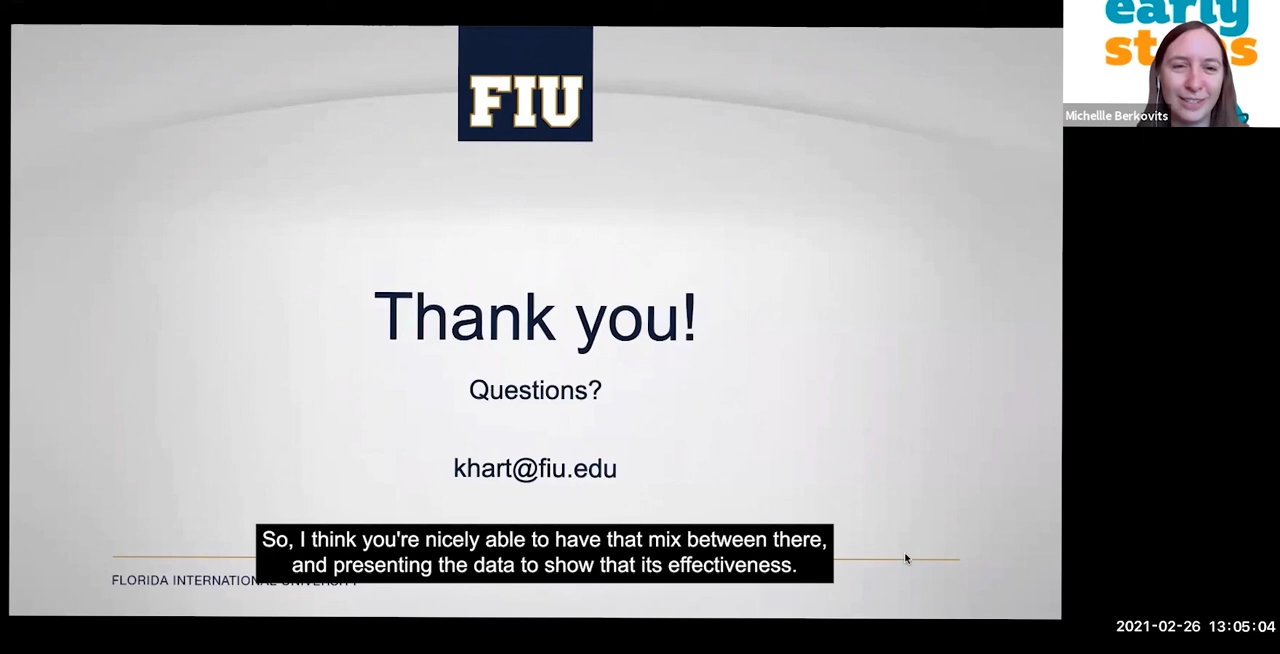 early
steps
Michellle Berkovits
FIU
Thank you!
Questions?
khart@fiu.edu
So, I think you're nicely able to have that mix between there,
and presenting the data to show that its effectiveness.
FLORIDA INTERNATIONAL UNIVERSITY
2021-02-26 13:05:04